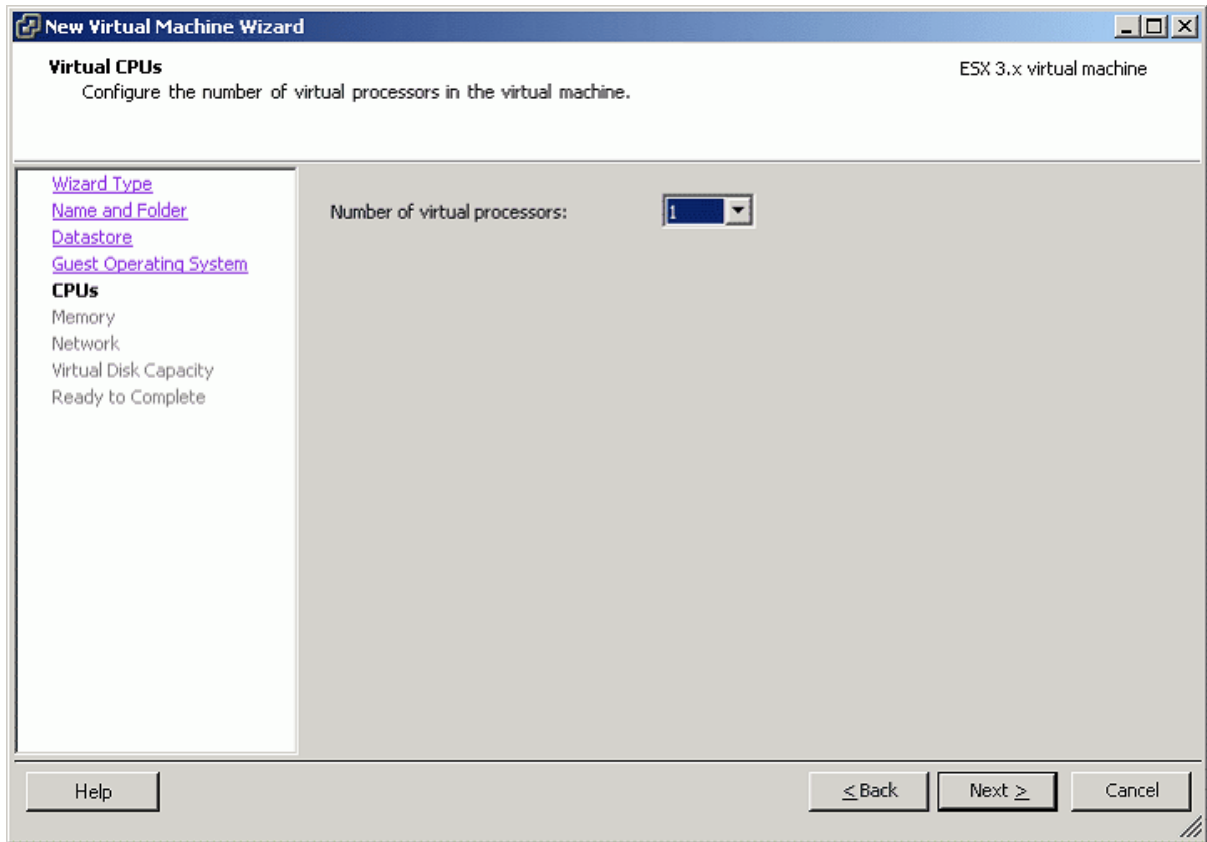 New Virtual Machine Wizard
Virtual CPUs
ESX 3.x virtual machine
Configure the number of virtual processors in the virtual machine.
Wizard Type
Name and Folder
Datastore
Guest Operating System
CPUs
Memory
Network
Virtual Disk Capacity
Ready to Complete
Number of virtual processors: 1
Help
< Back
Next >
Cancel